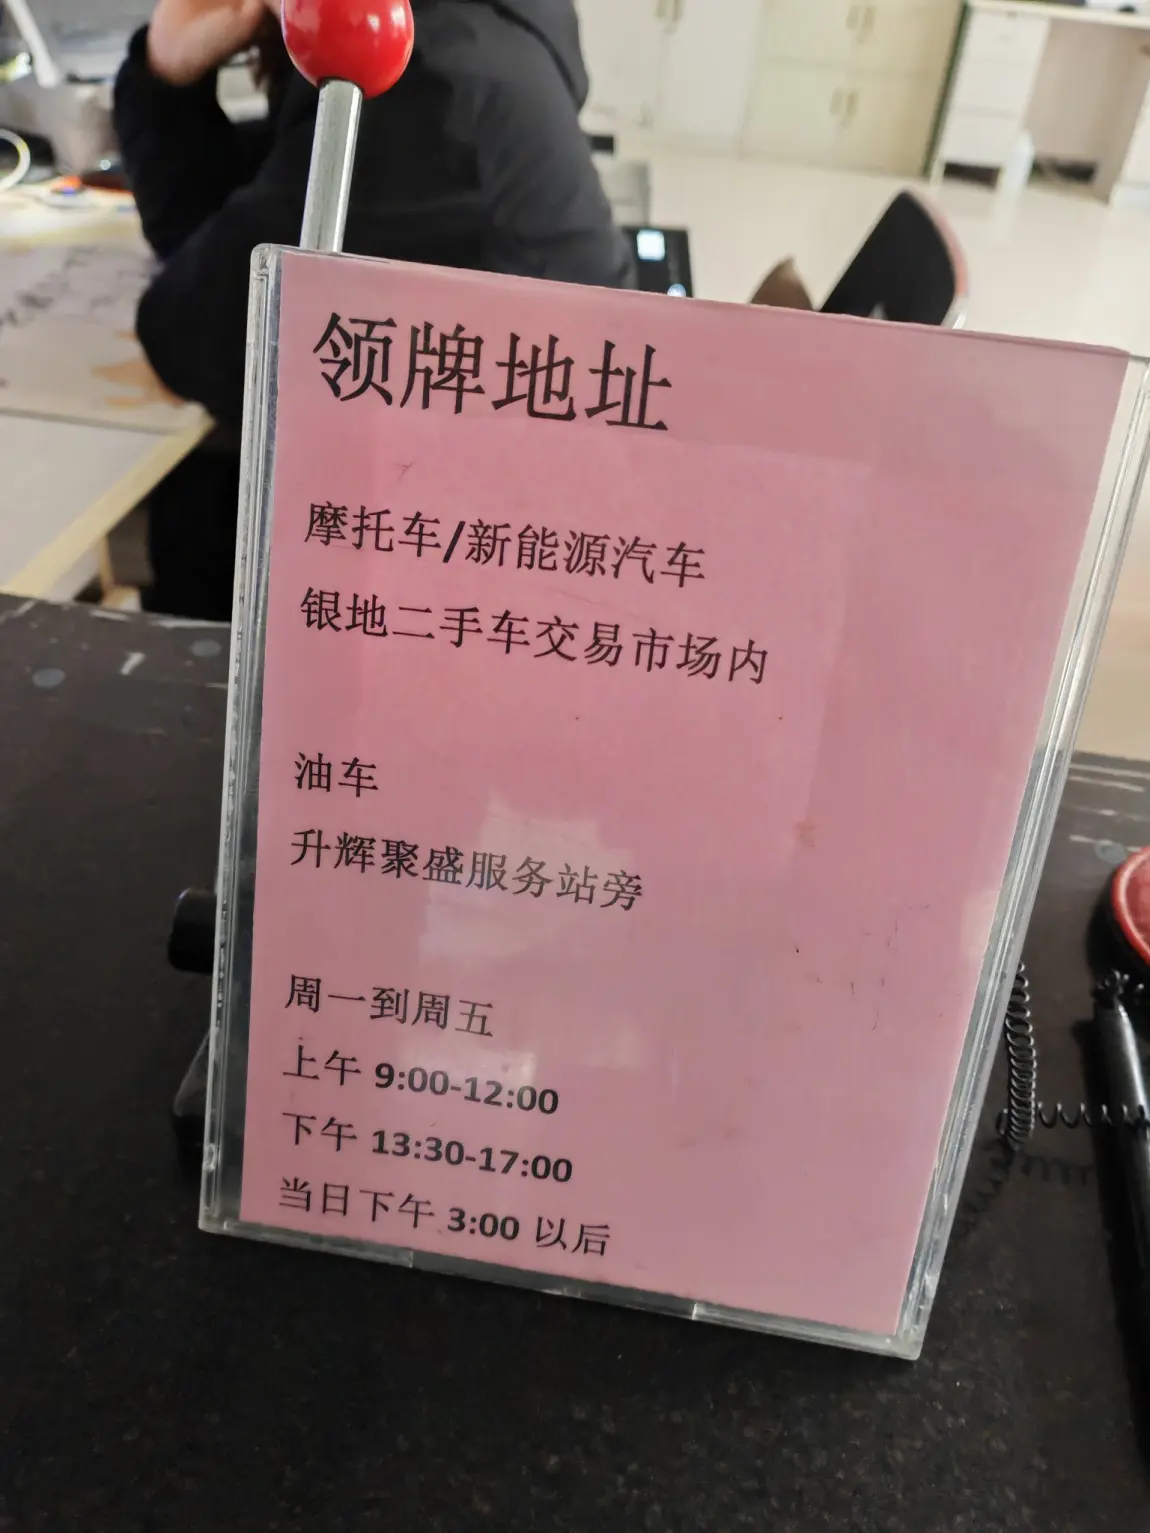 领牌地址
摩托车/新能源汽车
银地二手车交易市场内
油车
升辉聚盛服务站旁
周一到周五
上午 9:00-12:00
下午 13:30-17:00
当日下午 3:00 以后